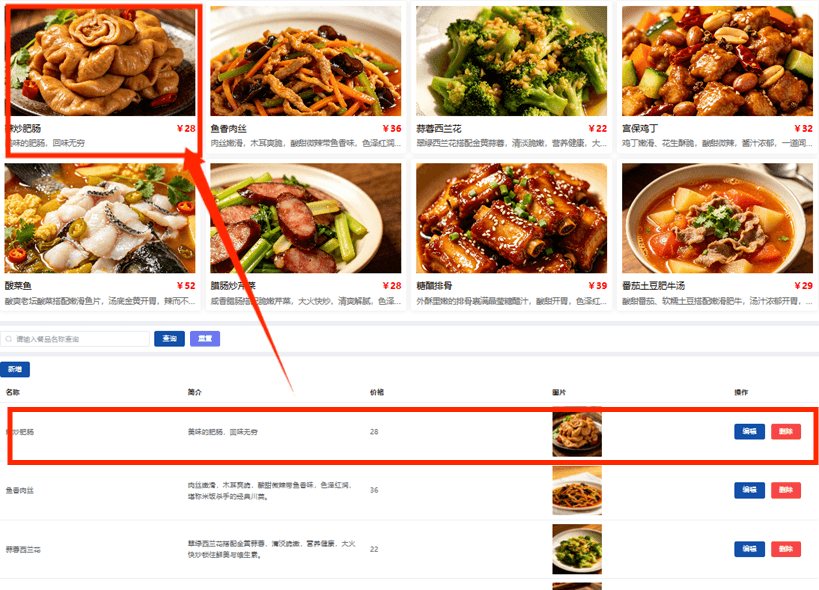 炒肥肠 ￥28
味的肥肠，回味无穷
鱼香肉丝 ￥36
肉丝嫩滑，木耳爽脆，酸甜微辣带鱼香味，色泽红润...
蒜蓉西兰花 ￥22
翠绿西兰花搭配金黄蒜蓉，清淡脆嫩，营养健康，大...
宫保鸡丁 ￥32
鸡丁嫩滑、花生酥脆，酸甜微辣，酱汁浓郁，一道闻...
酸菜鱼 ￥52
酸爽老坛酸菜搭配嫩滑鱼片，汤底金黄开胃，辣而不...
腊肠炒芹菜 ￥28
咸香腊肠搭配脆嫩芹菜，大火快炒，清爽解腻，色泽...
糖醋排骨 ￥39
外酥里嫩的排骨裹满晶莹糖醋汁，酸甜开胃，色泽红...
番茄土豆肥牛汤 ￥29
酸甜番茄、软糯土豆搭配嫩滑肥牛，汤汁浓郁开胃，...
请输入餐品名称查询 查询 重置
新增
名称 简介 价格 图片 操作
炒肥肠 美味的肥肠，回味无穷 28 编辑 删除
鱼香肉丝 肉丝嫩滑，木耳爽脆，酸甜微辣带鱼香味，色泽红润， 36 编辑 删除
堪称米饭杀手的经典川菜。
蒜蓉西兰花 翠绿西兰花搭配金黄蒜蓉，清淡脆嫩，营养健康，大火 22 编辑 删除
快炒锁住鲜美与维生素。